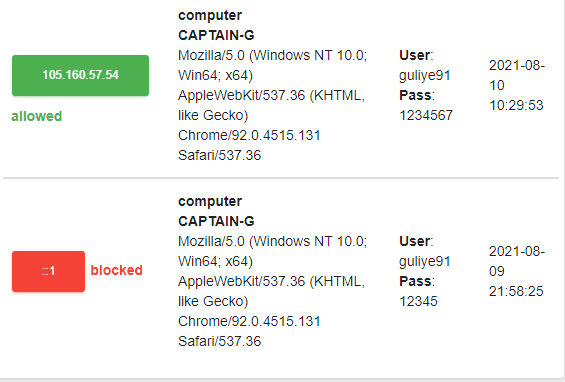 computer
CAPTAIN-G
Mozilla/5.0 (Windows NT 10.0;
Win64; x64)
AppleWebKit/537.36 (KHTML,
like Gecko)
Chrome/92.0.4515.131
Safari/537.36
105.160.57.54
allowed
User:
guliye91
Pass:
1234567
2021-08-
10
10:29:53
computer
CAPTAIN-G
Mozilla/5.0 (Windows NT 10.0;
Win64; x64)
AppleWebKit/537.36 (KHTML,
like Gecko)
Chrome/92.0.4515.131
Safari/537.36
::1 blocked
User:
guliye91
Pass:
12345
2021-08-
09
21:58:25